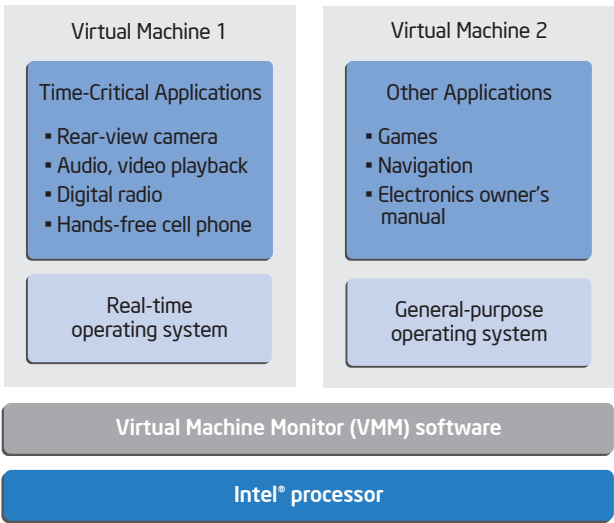 Virtual Machine 1
Time-Critical Applications
▪ Rear-view camera
▪ Audio, video playback
▪ Digital radio
▪ Hands-free cell phone
Real-time
operating system
Virtual Machine 2
Other Applications
▪ Games
▪ Navigation
▪ Electronics owner's
manual
General-purpose
operating system
Virtual Machine Monitor (VMM) software
Intel® processor